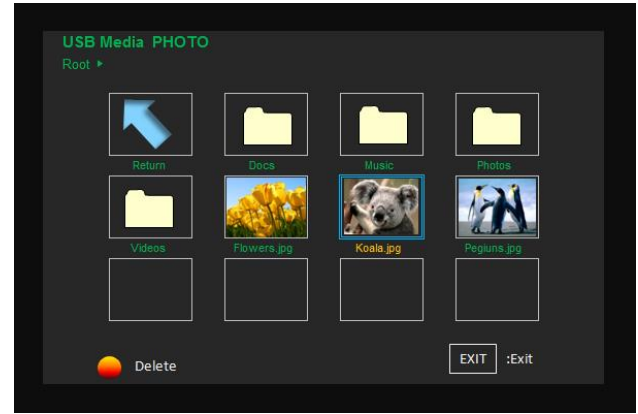 USB Media PHOTO
Root
Return Docs Music Photos
Videos Flowers.jpg Koala.jpg Pegiuns.jpg
Delete EXIT :Exit